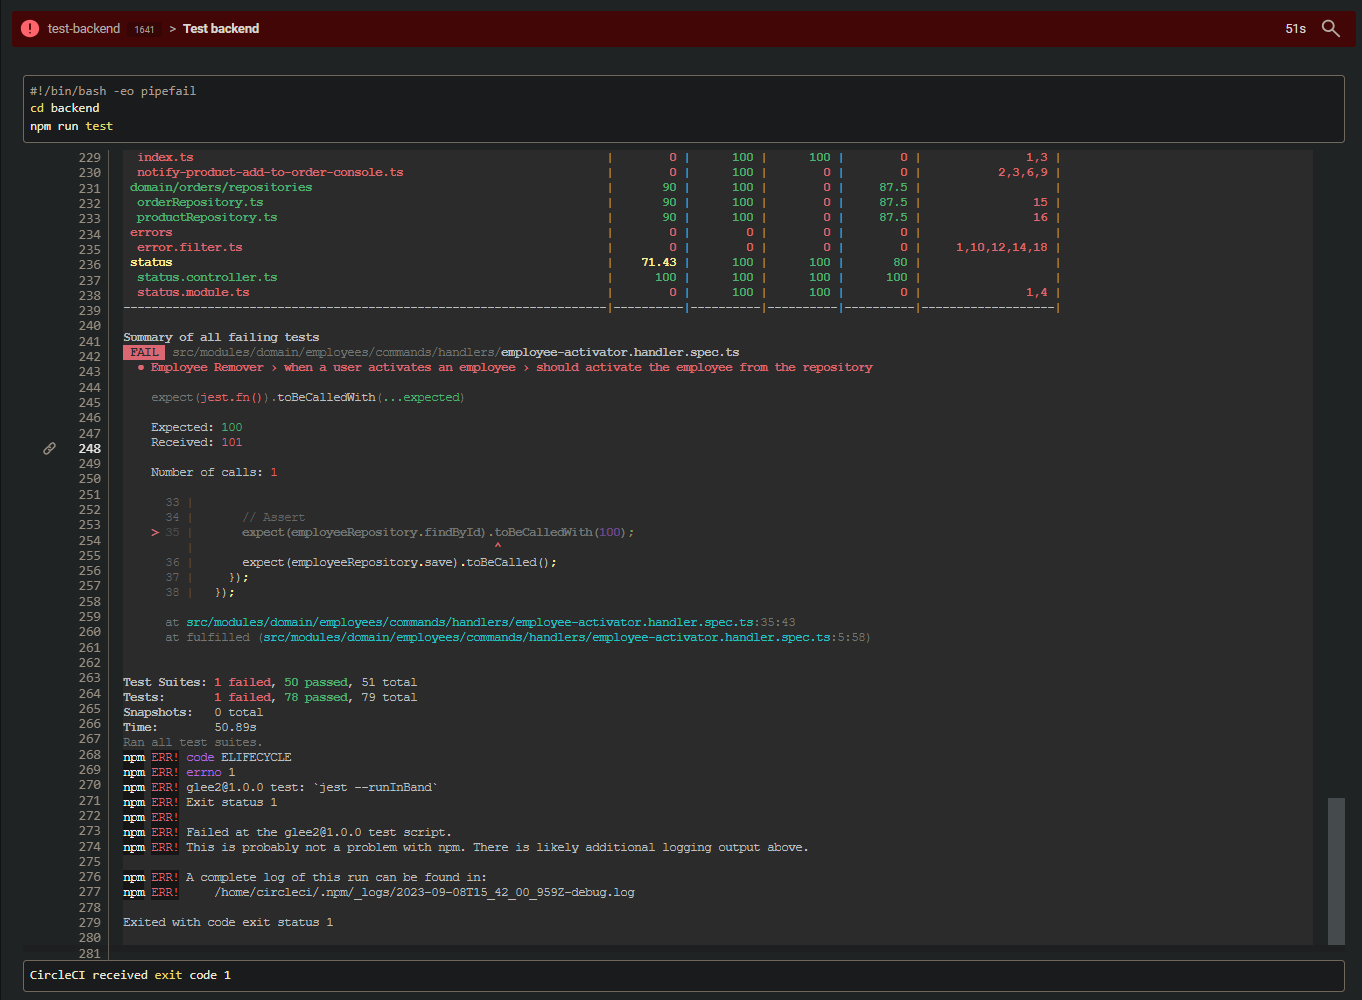 test-backend 1641 > Test backend 51s
#!/bin/bash -eo pipefail
cd backend
npm run test
229 index.ts | 0 | 100 | 100 | 0 | 1,3 |
230 notify-product-add-to-order-console.ts | 0 | 100 | 0 | 0 | 2,3,6,9 |
231 domain/orders/repositories | 90 | 100 | 0 | 87.5 | |
232 orderRepository.ts | 90 | 100 | 0 | 87.5 | 15 |
233 productRepository.ts | 90 | 100 | 0 | 87.5 | 16 |
234 errors | 0 | 0 | 0 | 0 | |
235 error.filter.ts | 0 | 0 | 0 | 0 | 1,10,12,14,18 |
236 status | 71.43 | 100 | 100 | 80 | |
237 status.controller.ts | 100 | 100 | 100 | 100 | |
238 status.module.ts | 0 | 100 | 100 | 0 | 1,4 |
239 ---------------------------------------------------------------------|----------|----------|----------|----------|-------------------|
240
241 Summary of all failing tests
242 FAIL src/modules/domain/employees/commands/handlers/employee-activator.handler.spec.ts
243 ● Employee Remover › when a user activates an employee › should activate the employee from the repository
244
245 expect(jest.fn()).toBeCalledWith(...expected)
246
247 Expected: 100
248 Received: 101
249
250 Number of calls: 1
251
252 33 |
253 34 | // Assert
254 > 35 | expect(employeeRepository.findById).toBeCalledWith(100);
255 | ^
256 36 | expect(employeeRepository.save).toBeCalled();
257 37 | });
258 38 | });
259
260 at src/modules/domain/employees/commands/handlers/employee-activator.handler.spec.ts:35:43
261 at fulfilled (src/modules/domain/employees/commands/handlers/employee-activator.handler.spec.ts:5:58)
262
263 Test Suites: 1 failed, 50 passed, 51 total
264 Tests: 1 failed, 78 passed, 79 total
265 Snapshots: 0 total
266 Time: 50.89s
267 Ran all test suites.
268 npm ERR! code ELIFECYCLE
269 npm ERR! errno 1
270 npm ERR! glee2@1.0.0 test: `jest --runInBand`
271 npm ERR! Exit status 1
272 npm ERR!
273 npm ERR! Failed at the glee2@1.0.0 test script.
274 npm ERR! This is probably not a problem with npm. There is likely additional logging output above.
275
276 npm ERR! A complete log of this run can be found in:
277 npm ERR! /home/circleci/.npm/_logs/2023-09-08T15_42_00_959Z-debug.log
278
279 Exited with code exit status 1
280
281
CircleCI received exit code 1